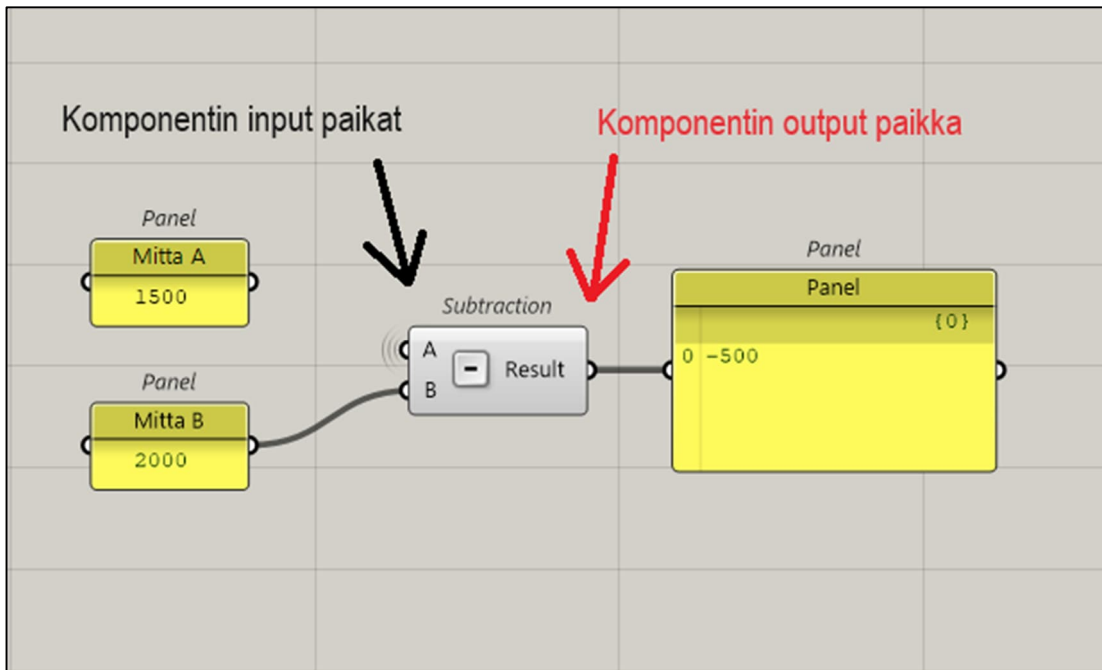 Komponentin input paikat
Komponentin output paikka
Panel
Mitta A
1500
Panel
Mitta B
2000
Subtraction
A
B
-
Result
Panel
Panel
{0}
0 -500